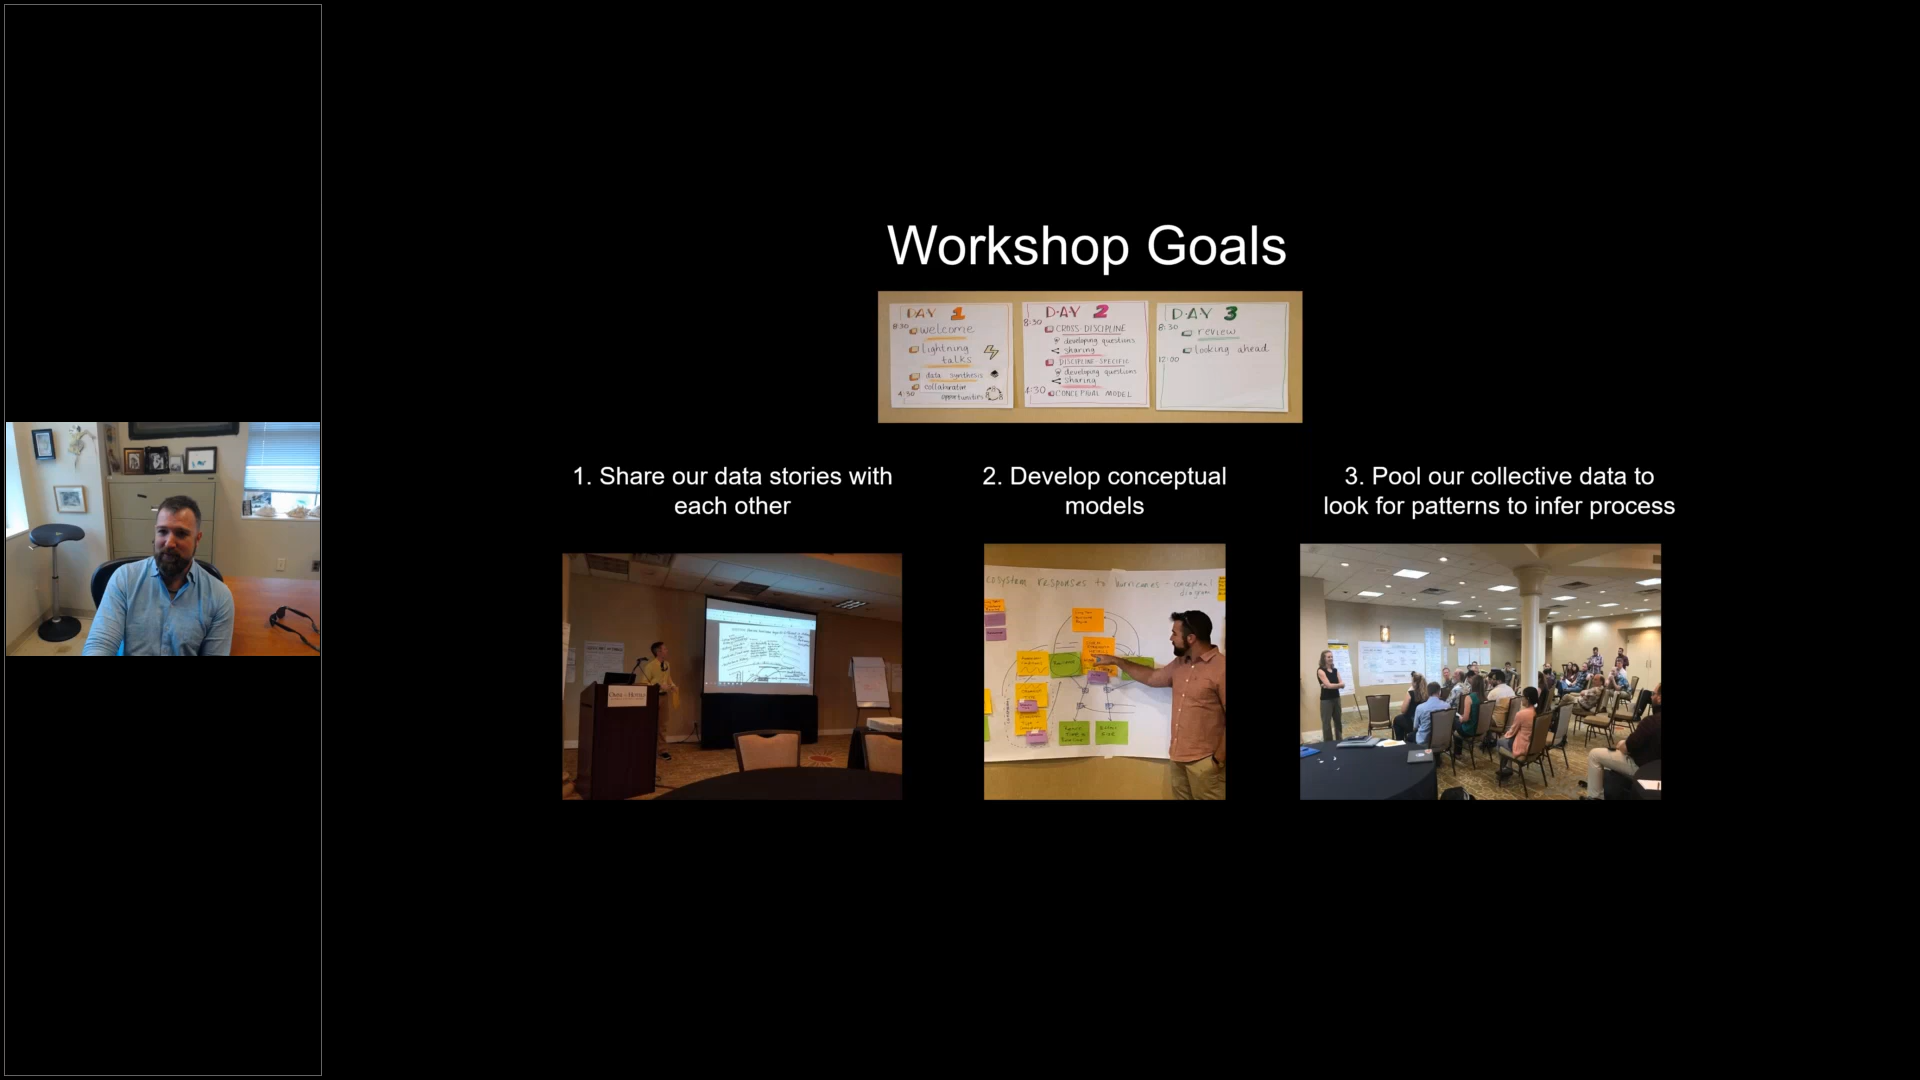 Workshop Goals
DAY 1
8:30
welcome
lightning
talks
data synthesis
collaborator
4:30
opportunities
DAY 2
8:30
CROSS-DISCIPLINE
developing questions
sharing
DISCIPLINE-SPECIFIC
developing questions
sharing
4:30
CONCEPTUAL MODEL
DAY 3
8:30
review
looking ahead
12:00
1. Share our data stories with
each other
2. Develop conceptual
models
3. Pool our collective data to
look for patterns to infer process
cosystem responses to hurricanes - conceptual
diagram